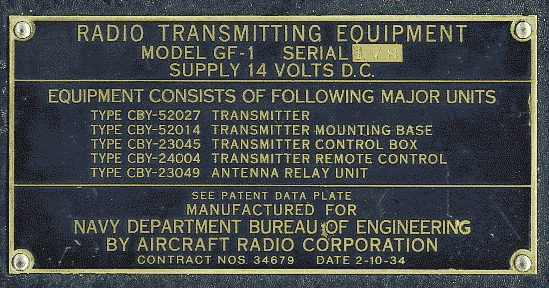 RADIO TRANSMITTING EQUIPMENT
MODEL GF-1 SERIAL
SUPPLY 14 VOLTS D.C.
EQUIPMENT CONSISTS OF FOLLOWING MAJOR UNITS
TYPE CBY-52027 TRANSMITTER
TYPE CBY-52014 TRANSMITTER MOUNTING BASE
TYPE CBY-23045 TRANSMITTER CONTROL BOX
TYPE CBY-24004 TRANSMITTER REMOTE CONTROL
TYPE CBY-23049 ANTENNA RELAY UNIT
SEE PATENT DATA PLATE
MANUFACTURED FOR
NAVY DEPARTMENT BUREAU OF ENGINEERING
BY AIRCRAFT RADIO CORPORATION
CONTRACT NOS. 34679 DATE 2-10-34